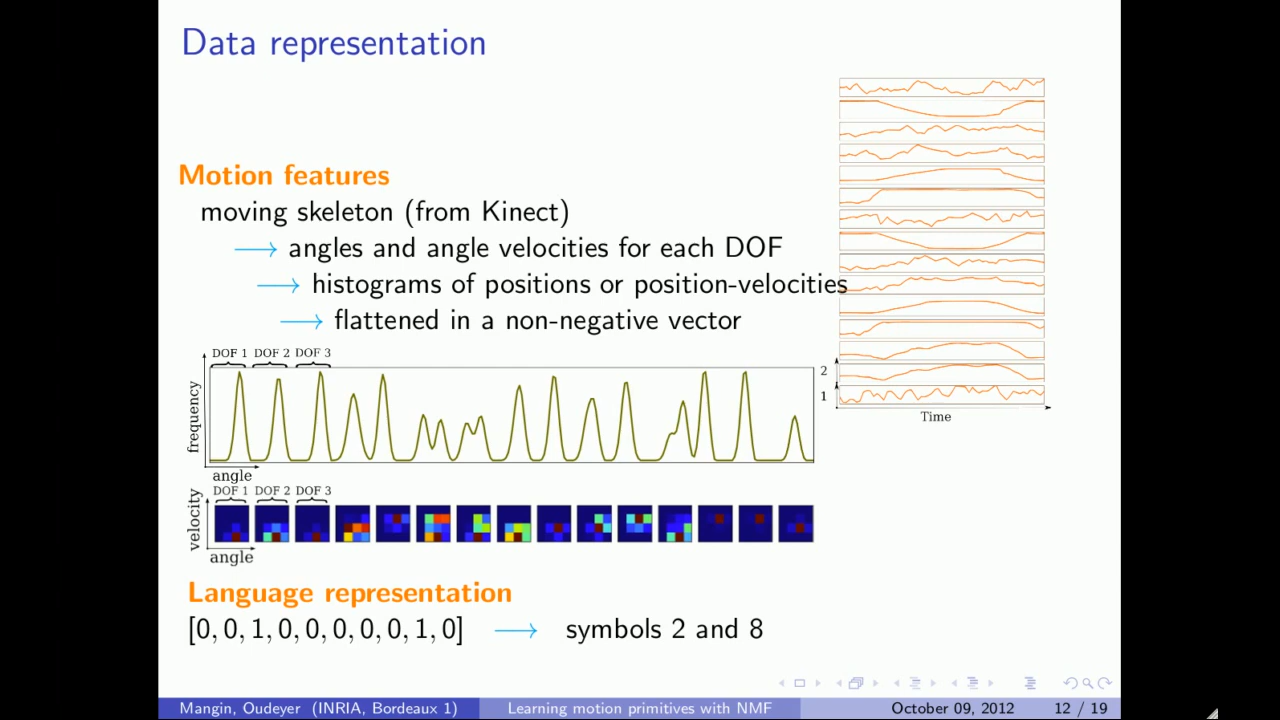 Data representation
Motion features
moving skeleton (from Kinect)
⟶ angles and angle velocities for each DOF
⟶ histograms of positions or position-velocities
⟶ flattened in a non-negative vector
2
1
Time
DOF 1 DOF 2 DOF 3
frequency
angle
DOF 1 DOF 2 DOF 3
velocity
angle
Language representation
[0, 0, 1, 0, 0, 0, 0, 0, 1, 0] ⟶ symbols 2 and 8
Mangin, Oudeyer (INRIA, Bordeaux 1) Learning motion primitives with NMF October 09, 2012 12 / 19